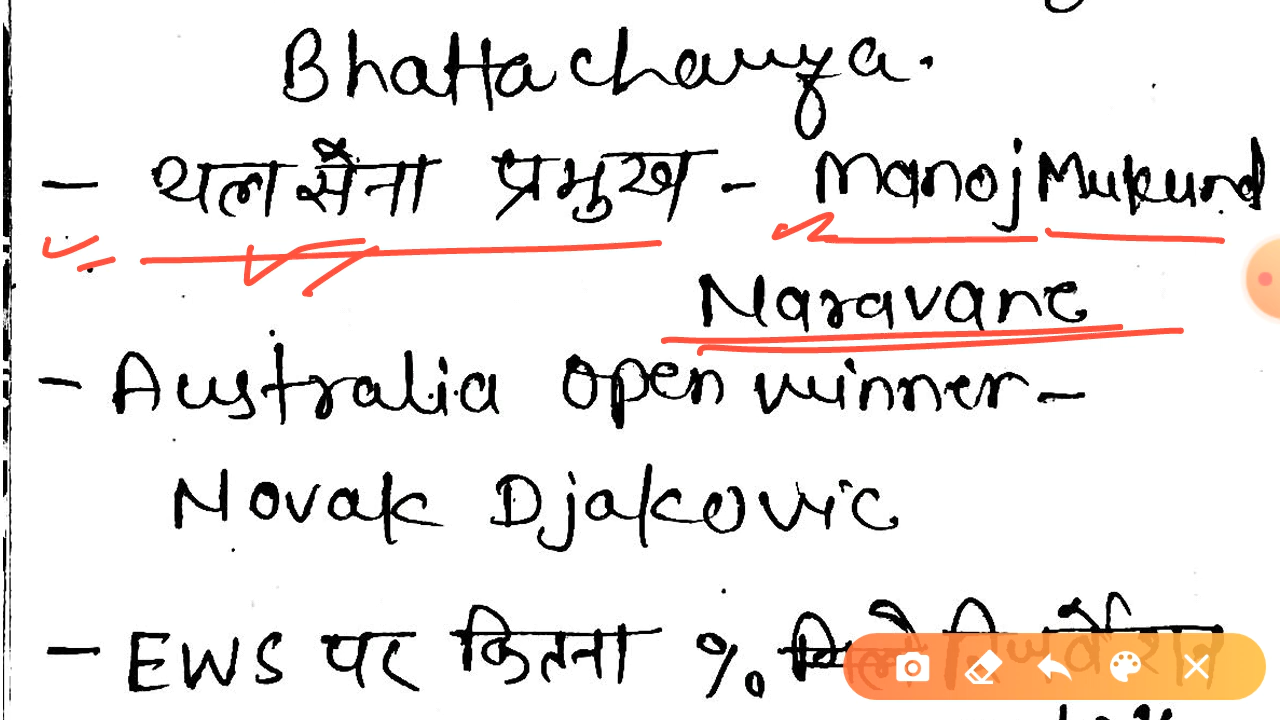 Bhattacharya.
- थलसेना प्रमुख - Manoj Mukund
Naravane
- Australia open winner -
Novak Djakovic
- EWS पर कितना %